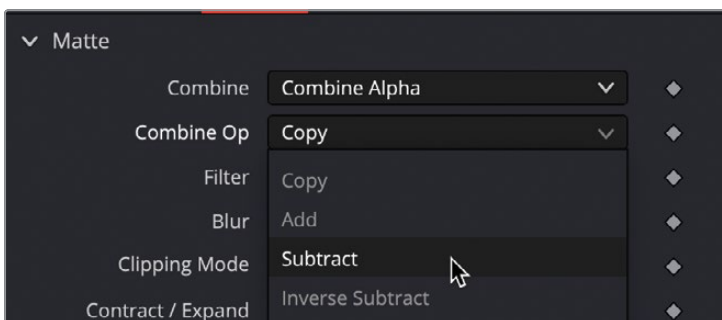 Matte
Combine Combine Alpha
Combine Op Copy
Filter Copy
Blur Add
Clipping Mode Subtract
Contract / Expand Inverse Subtract